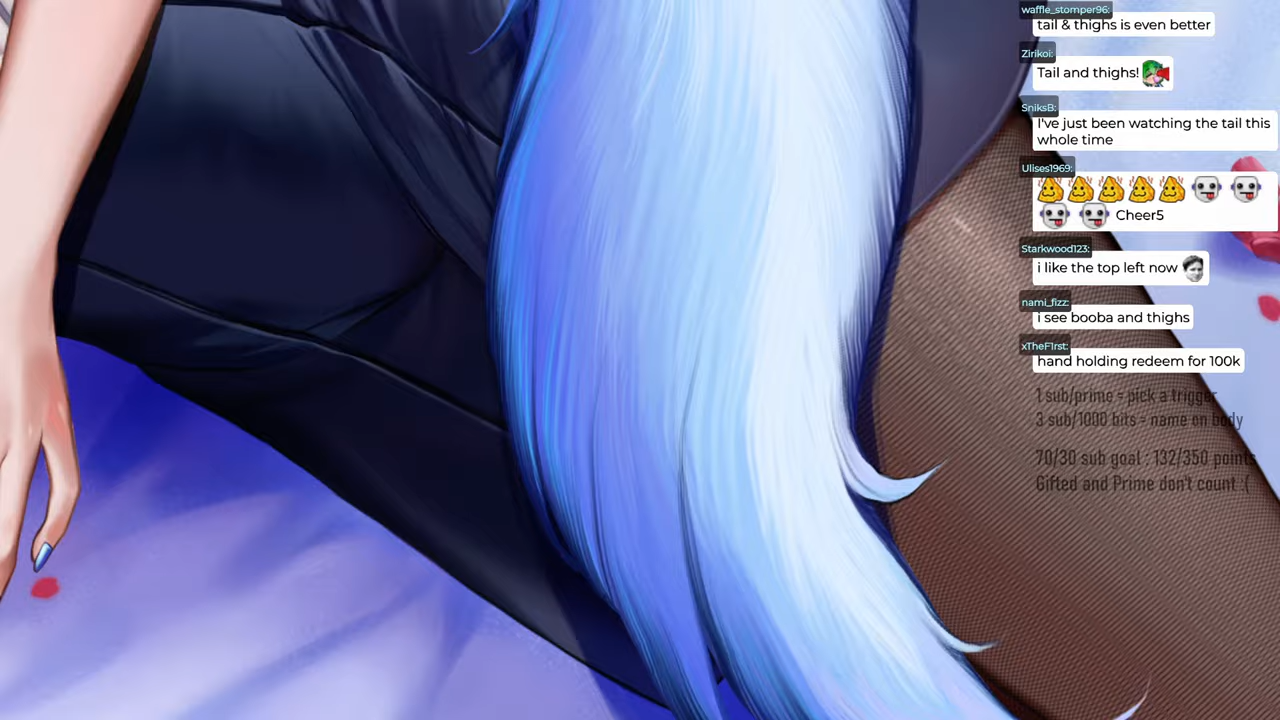 waffle_stomper96:
tail & thighs is even better
Zirikoi:
Tail and thighs!
SniksB:
I've just been watching the tail this
whole time
Ulises1969:
Cheer5
Starkwood123:
i like the top left now
nami_fizz:
i see booba and thighs
xTheF1rst:
hand holding redeem for 100k
1 sub/prime = pick a trigger
3 sub/1000 bits = name on body
70/30 sub goal : 132/350 points
Gifted and Prime don't count :(